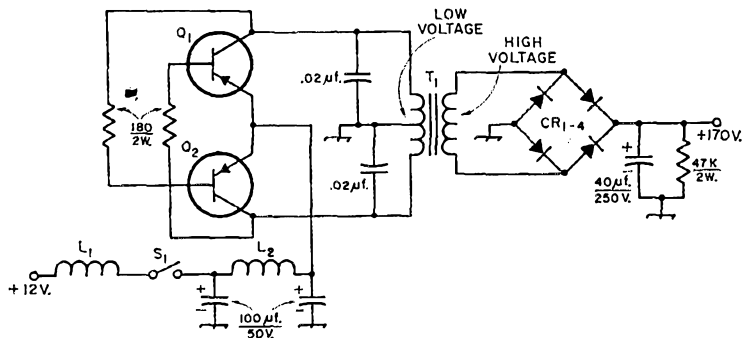 Q1
LOW
VOLTAGE
HIGH
VOLTAGE
.02µf.
T1
180
2W.
CR1-4
+170V.
Q2
.02µf.
+
40µf.
250V.
47K
2W.
L1
S1
L2
+12V.
+
-
+
-
100µf.
50V.